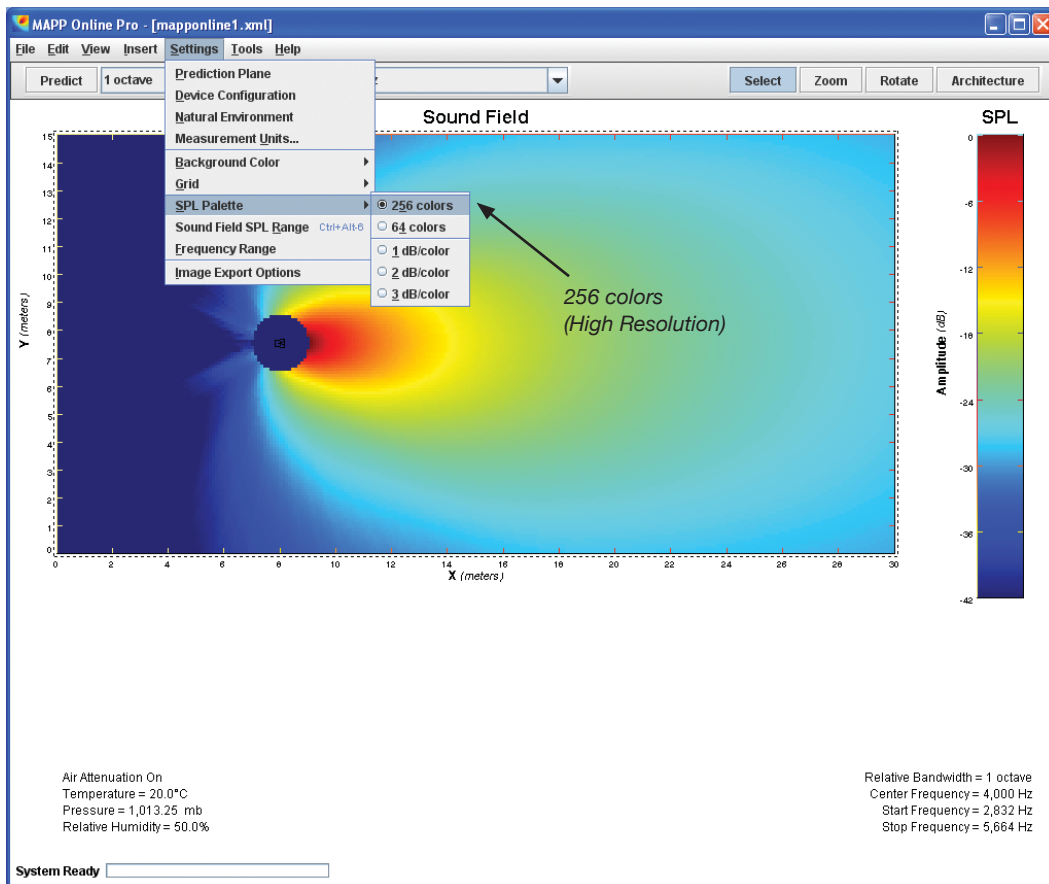 MAPP Online Pro - [mapponline1.xml]
File Edit View Insert Settings Tools Help
Predict 1 octave z Select Zoom Rotate Architecture
Prediction Plane
Device Configuration
Natural Environment
Measurement Units...
Background Color
Grid
SPL Palette
Sound Field SPL Range Ctrl+Alt-6
Frequency Range
Image Export Options
256 colors
64 colors
1 dB/color
2 dB/color
3 dB/color
256 colors
(High Resolution)
Sound Field
SPL
15
14
13
12
11
10
9
8
7
6
5
4
3
2
1
0
Y (meters)
0 2 4 6 8 10 12 14 16 18 20 22 24 26 28 30
X (meters)
0
-6
-12
-18
-24
-30
-36
-42
Amplitude (dB)
Air Attenuation On
Temperature = 20.0°C
Pressure = 1,013.25 mb
Relative Humidity = 50.0%
Relative Bandwidth = 1 octave
Center Frequency = 4,000 Hz
Start Frequency = 2,832 Hz
Stop Frequency = 5,664 Hz
System Ready